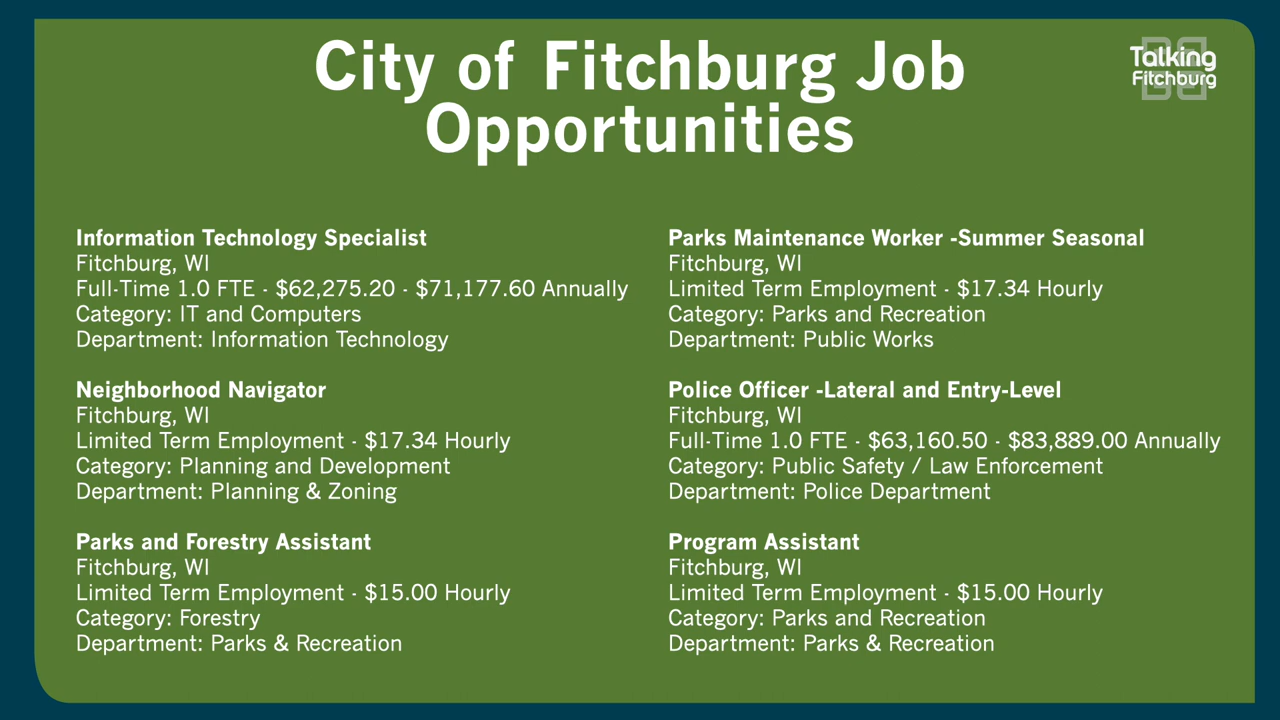 City of Fitchburg Job
Opportunities
Talking
Fitchburg
Information Technology Specialist
Fitchburg, WI
Full-Time 1.0 FTE - $62,275.20 - $71,177.60 Annually
Category: IT and Computers
Department: Information Technology
Neighborhood Navigator
Fitchburg, WI
Limited Term Employment - $17.34 Hourly
Category: Planning and Development
Department: Planning & Zoning
Parks and Forestry Assistant
Fitchburg, WI
Limited Term Employment - $15.00 Hourly
Category: Forestry
Department: Parks & Recreation
Parks Maintenance Worker -Summer Seasonal
Fitchburg, WI
Limited Term Employment - $17.34 Hourly
Category: Parks and Recreation
Department: Public Works
Police Officer -Lateral and Entry-Level
Fitchburg, WI
Full-Time 1.0 FTE - $63,160.50 - $83,889.00 Annually
Category: Public Safety / Law Enforcement
Department: Police Department
Program Assistant
Fitchburg, WI
Limited Term Employment - $15.00 Hourly
Category: Parks and Recreation
Department: Parks & Recreation